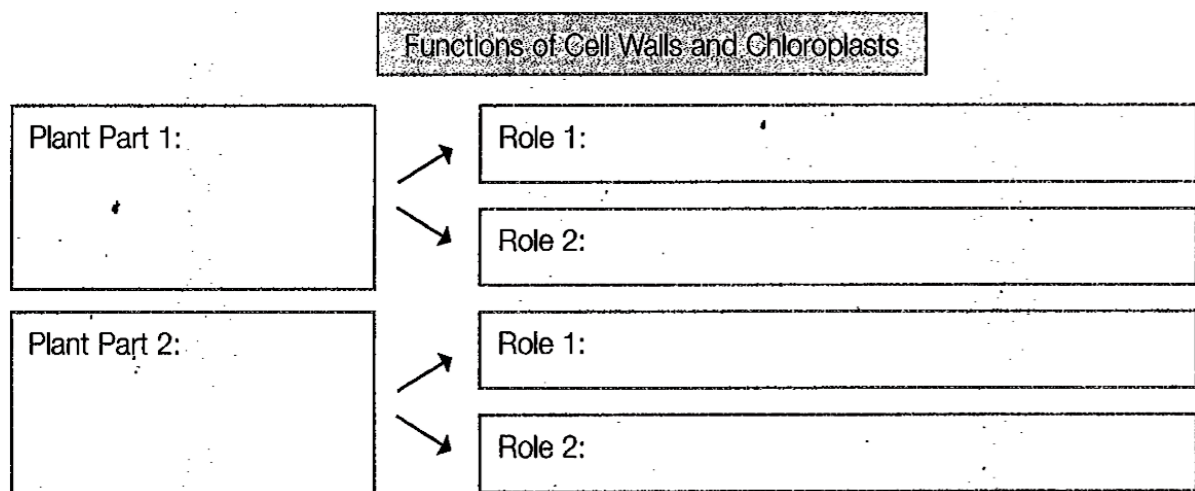 Functions of Cell Walls and Chloroplasts
Plant Part 1:
Role 1:
Role 2:
Plant Part 2:
Role 1:
Role 2: